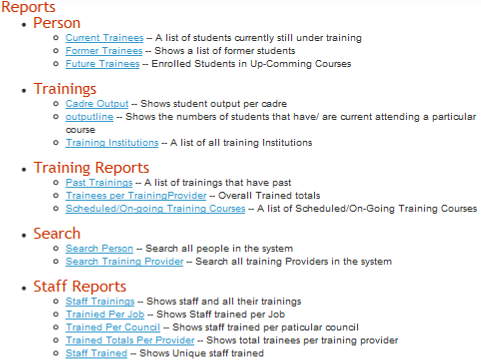 Reports
Person
Current Trainees -- A list of students currently still under training
Former Trainees -- Shows a list of former students
Future Trainees -- Enrolled Students in Up-Comming Courses
Trainings
Cadre Output -- Shows student output per cadre
outputline -- Shows the numbers of students that have/ are current attending a particular
course
Training Institutions -- A list of all training Institutions
Training Reports
Past Trainings -- A list of trainings that have past
Trainees per TrainingProvider -- Overall Trained totals
Scheduled/On-going Training Courses -- A list of Scheduled/On-Going Training Courses
Search
Search Person -- Search all people in the system
Search Training Provider -- Search all training Providers in the system
Staff Reports
Staff Trainings -- Shows staff and all their trainings
Trainied Per Job -- Shows Staff trained per Job
Trained Per Council -- Shows staff trained per paticular council
Trained Totals Per Provider -- Shows total trainees per training provider
Staff Trained -- Shows Unique staff trained